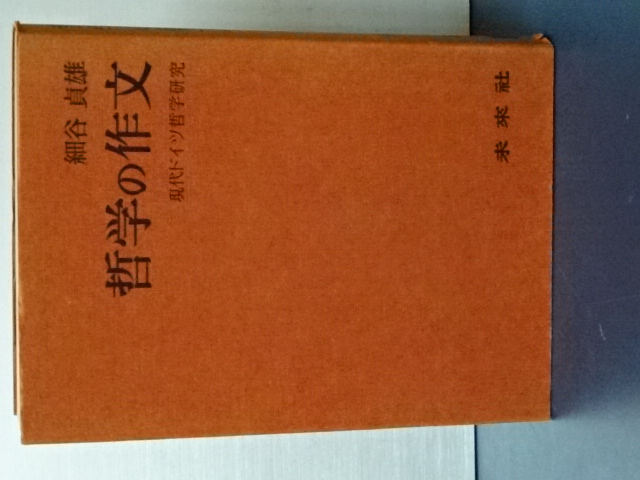 細谷 貞雄
哲学の作文
現代ドイツ哲学研究
未来社